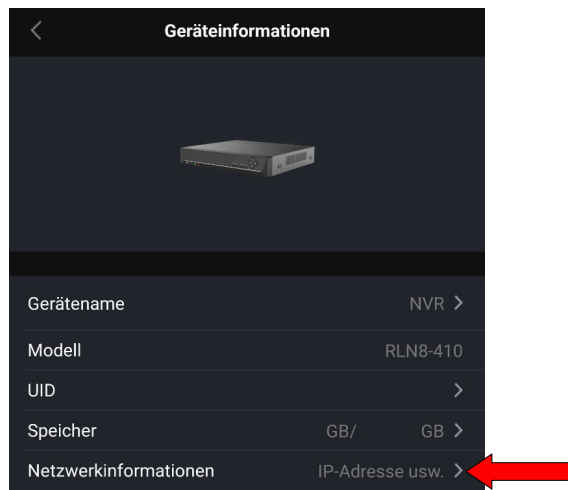 Geräteinformationen
Gerätename NVR
Modell RLN8-410
UID
Speicher GB/ GB
Netzwerkinformationen IP-Adresse usw.